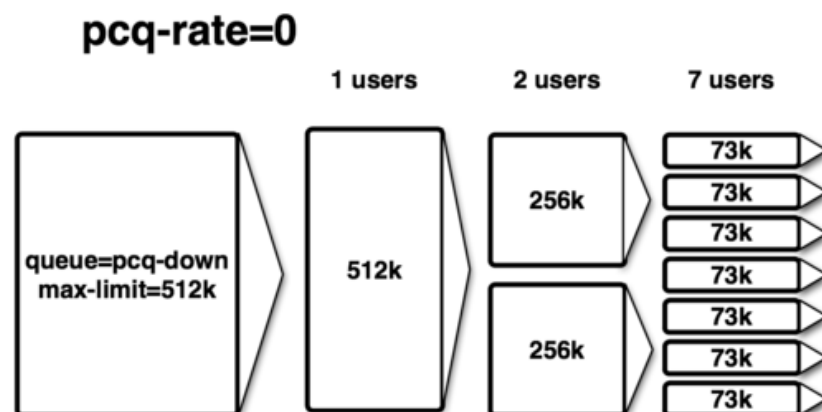 pcq-rate=0
1 users
2 users
7 users
queue=pcq-down
max-limit=512k
512k
256k
256k
73k
73k
73k
73k
73k
73k
73k